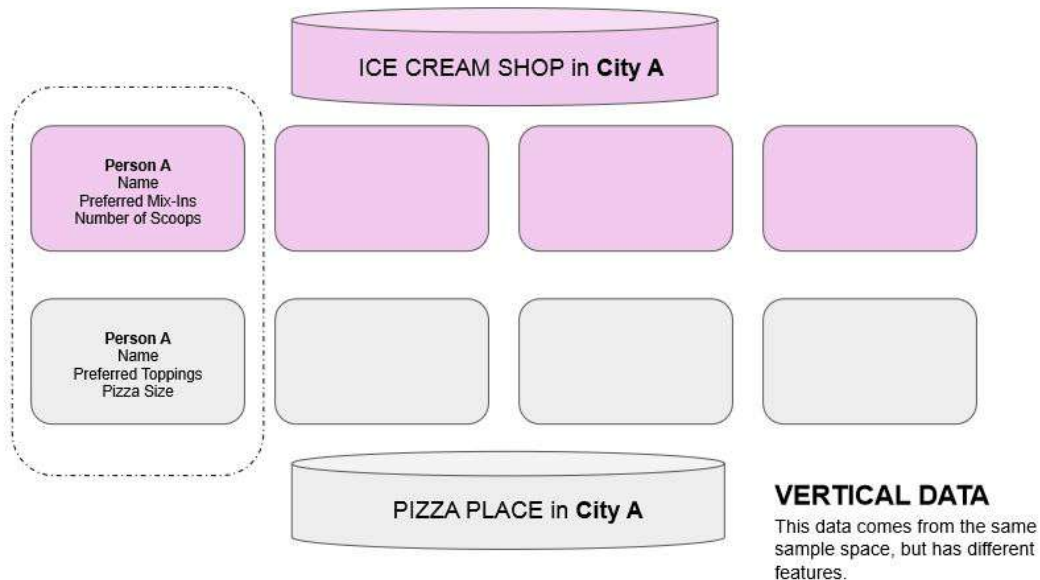 ICE CREAM SHOP in City A
Person A
Name
Preferred Mix-Ins
Number of Scoops
Person A
Name
Preferred Toppings
Pizza Size
PIZZA PLACE in City A
VERTICAL DATA
This data comes from the same
sample space, but has different
features.